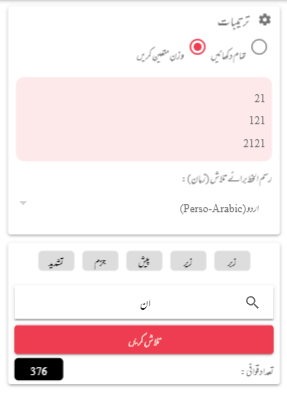 ترتیبات
تمام دکھائیں وزن متعین کریں
21
121
2121
رسم الخط برائے تلاش (زبان) :
اردو(Perso-Arabic)
زبر زیر پیش جزم تشدید
ان
تلاش کریں
تعداد قوافی : 376